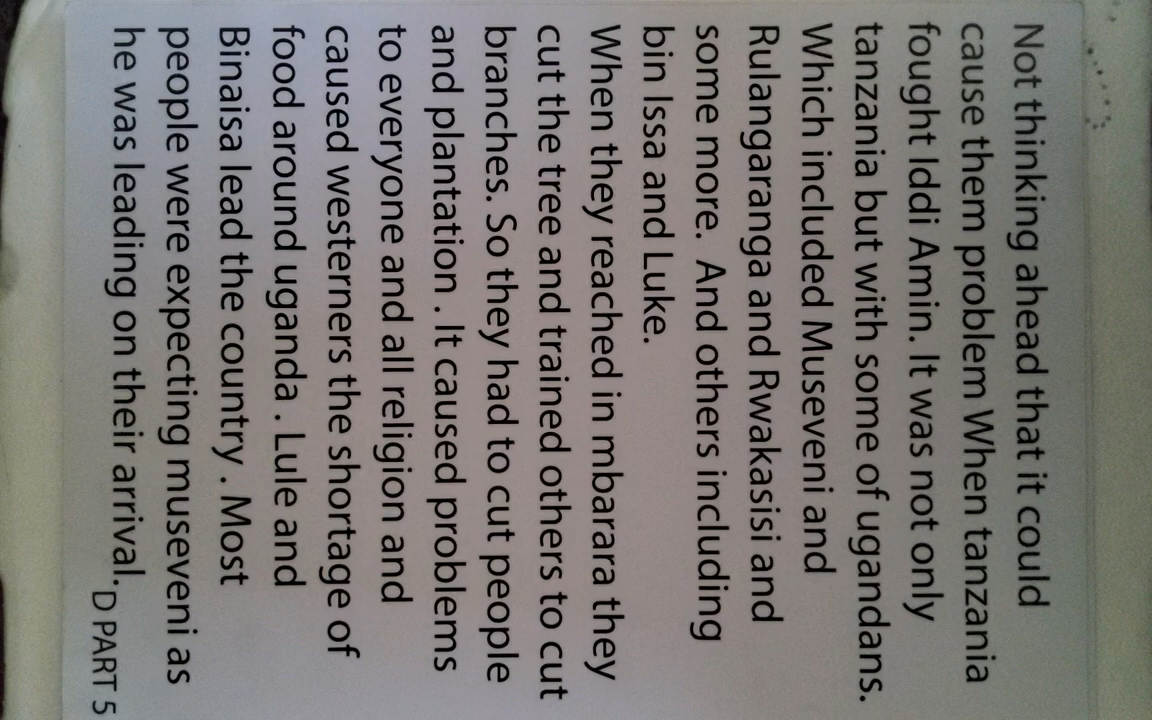 Not thinking ahead that it could
cause them problem When tanzania
fought Iddi Amin. It was not only
tanzania but with some of ugandans.
Which included Museveni and
Rulangaranga and Rwakasisi and
some more. And others including
bin Issa and Luke.
When they reached in mbarara they
cut the tree and trained others to cut
branches. So they had to cut people
and plantation . It caused problems
to everyone and all religion and
caused westerners the shortage of
food around uganda . Lule and
Binaisa lead the country . Most
people were expecting museveni as
he was leading on their arrival.
D PART 5